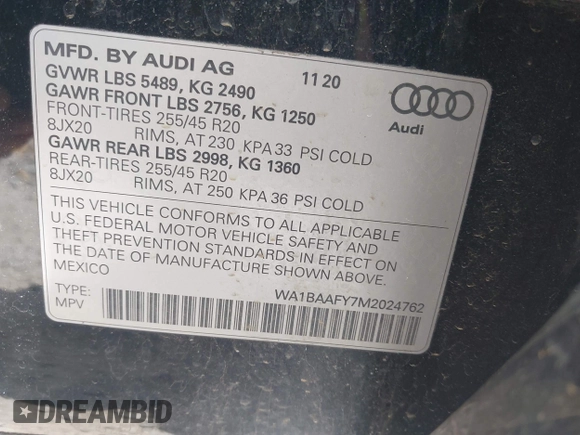 MFD. BY AUDI AG 11 20
GVWR LBS 5489, KG 2490
GAWR FRONT LBS 2756, KG 1250
FRONT-TIRES 255/45 R20
8JX20 RIMS, AT 230 KPA 33 PSI COLD
GAWR REAR LBS 2998, KG 1360
REAR-TIRES 255/45 R20
8JX20 RIMS, AT 250 KPA 36 PSI COLD
Audi
THIS VEHICLE CONFORMS TO ALL APPLICABLE
U.S. FEDERAL MOTOR VEHICLE SAFETY AND
THEFT PREVENTION STANDARDS IN EFFECT ON
THE DATE OF MANUFACTURE SHOWN ABOVE.
MEXICO
WA1BAAFY7M2024762
TYPE:
MPV
DREAMBID